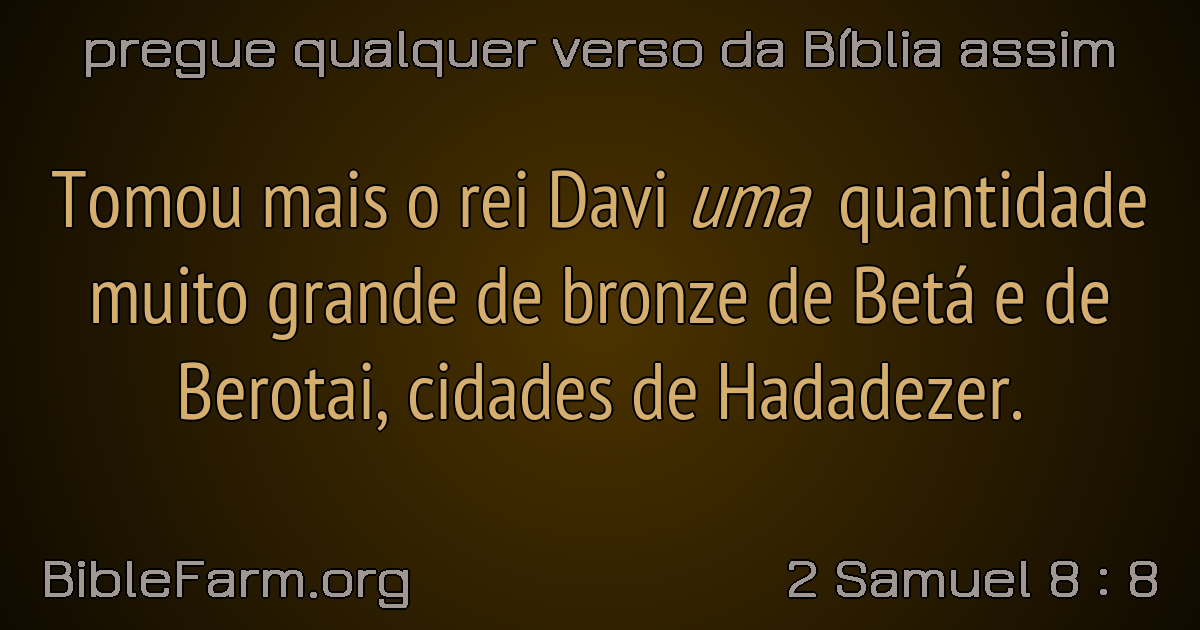 pregue qualquer verso da Bíblia assim
Tomou mais o rei Davi uma quantidade
muito grande de bronze de Betá e de
Berotai, cidades de Hadadezer.
BibleFarm.org
2 Samuel 8 : 8